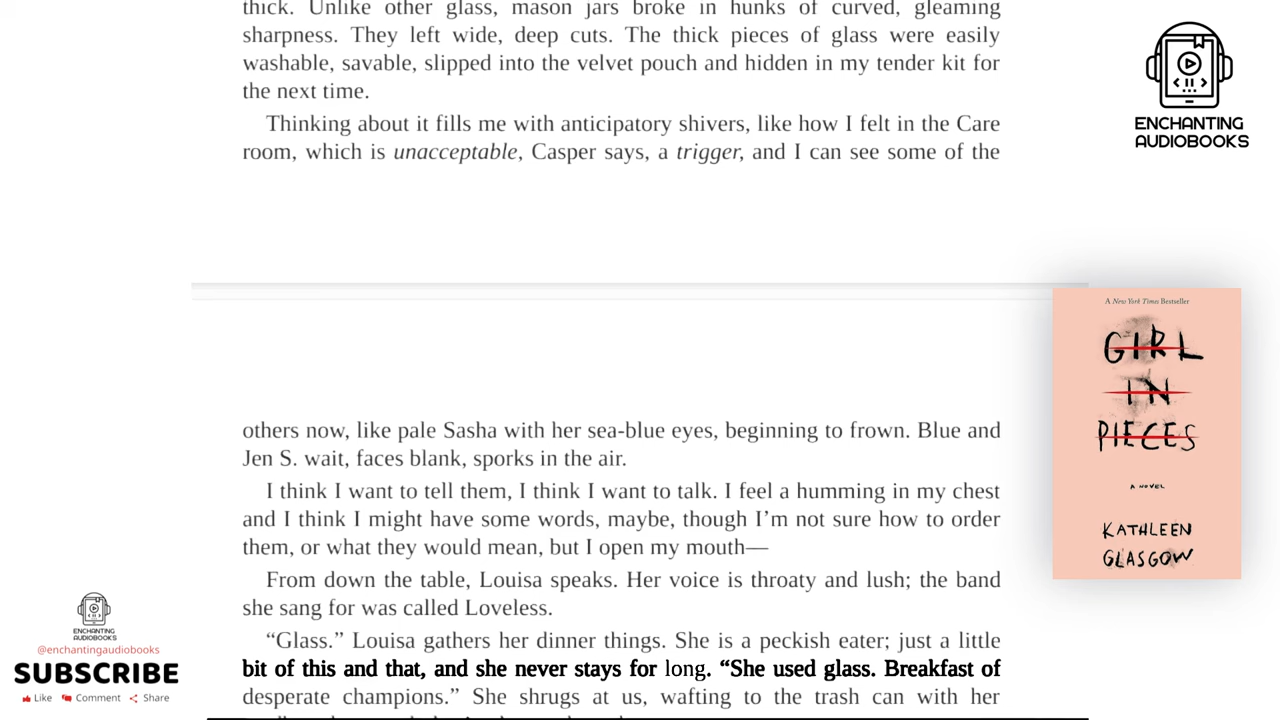 thick. Unlike other glass, mason jars broke in hunks of curved, gleaming
sharpness. They left wide, deep cuts. The thick pieces of glass were easily
washable, savable, slipped into the velvet pouch and hidden in my tender kit for
the next time.
Thinking about it fills me with anticipatory shivers, like how I felt in the Care
room, which is unacceptable, Casper says, a trigger, and I can see some of the
others now, like pale Sasha with her sea-blue eyes, beginning to frown. Blue and
Jen S. wait, faces blank, sporks in the air.
I think I want to tell them, I think I want to talk. I feel a humming in my chest
and I think I might have some words, maybe, though I’m not sure how to order
them, or what they would mean, but I open my mouth—
From down the table, Louisa speaks. Her voice is throaty and lush; the band
she sang for was called Loveless.
“Glass.” Louisa gathers her dinner things. She is a peckish eater; just a little
bit of this and that, and she never stays for long. “She used glass. Breakfast of
desperate champions.” She shrugs at us, wafting to the trash can with her
ENCHANTING
AUDIOBOOKS
A New York Times Bestseller
GIRL
IN
PIECES
A NOVEL
KATHLEEN
GLASGOW
ENCHANTING
AUDIOBOOKS
@enchantingaudiobooks
SUBSCRIBE
Like Comment Share